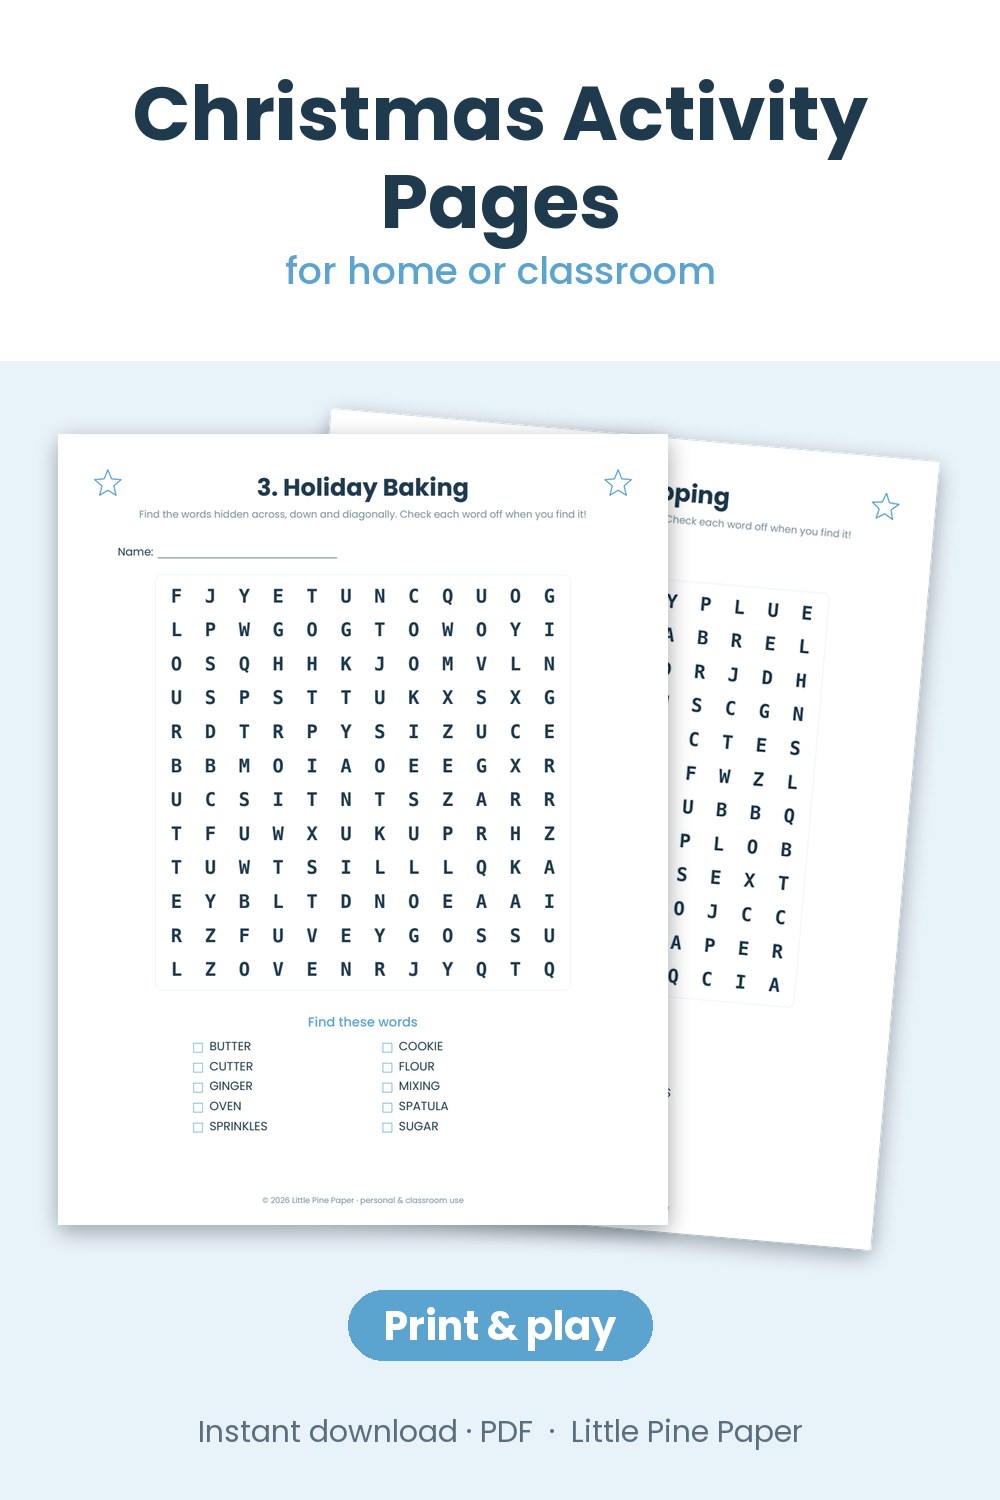 Christmas Activity
Pages
for home or classroom
3. Holiday Baking
Find the words hidden across, down and diagonally. Check each word off when you find it!
Name:
F J Y E T U N C Q U O G
L P W G O G T O W O Y I
O S Q H H K J O M V L N
U S P S T T U K X S X G
R D T R P Y S I Z U C E
B B M O I A O E E G X R
U C S I T N T S Z A R R
T F U W X U K U P R H Z
T U W T S I L L L Q K A
E Y B L T D N O E A A I
R Z F U V E Y G O S S U
L Z O V E N R J Y Q T Q
Find these words
BUTTER
CUTTER
GINGER
OVEN
SPRINKLES
COOKIE
FLOUR
MIXING
SPATULA
SUGAR
© 2026 Little Pine Paper · personal & classroom use
Check each word off when you find it!
Y P L U E
A B R E L
R J D H
S C G N
C T E S
F W Z L
U B B Q
P L O B
S E X T
O J C C
A P E R
Q C I A
Print & play
Instant download · PDF · Little Pine Paper